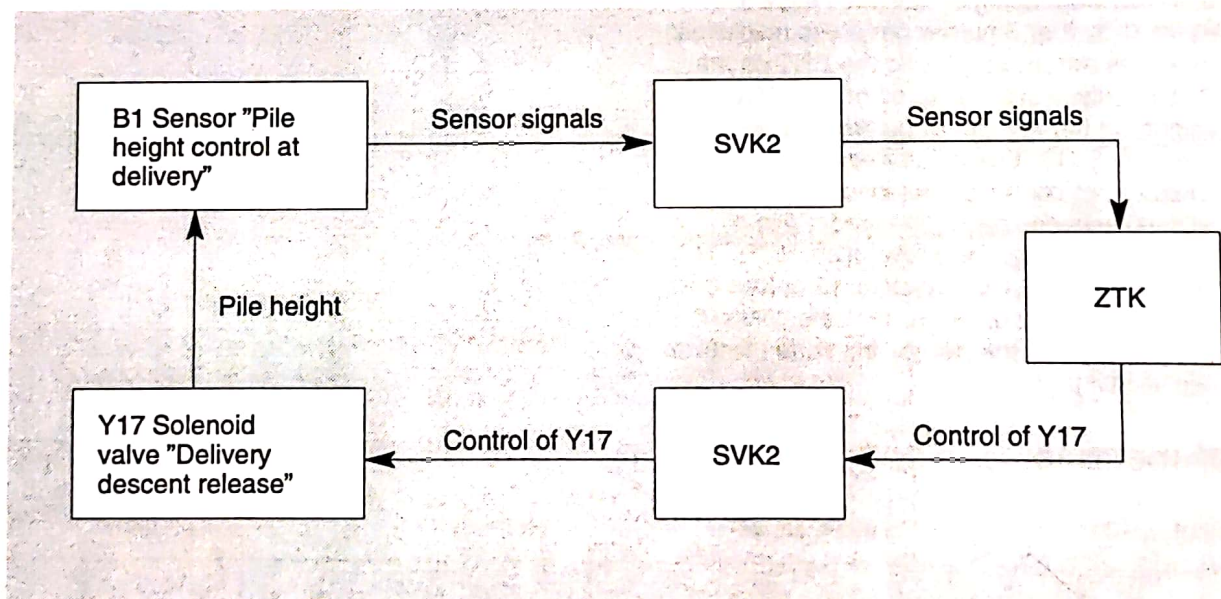 B1 Sensor ”Pile
height control at
delivery”
Sensor signals
SVK2
Sensor signals
ZTK
Pile height
Y17 Solenoid
valve ”Delivery
descent release”
Control of Y17
SVK2
Control of Y17